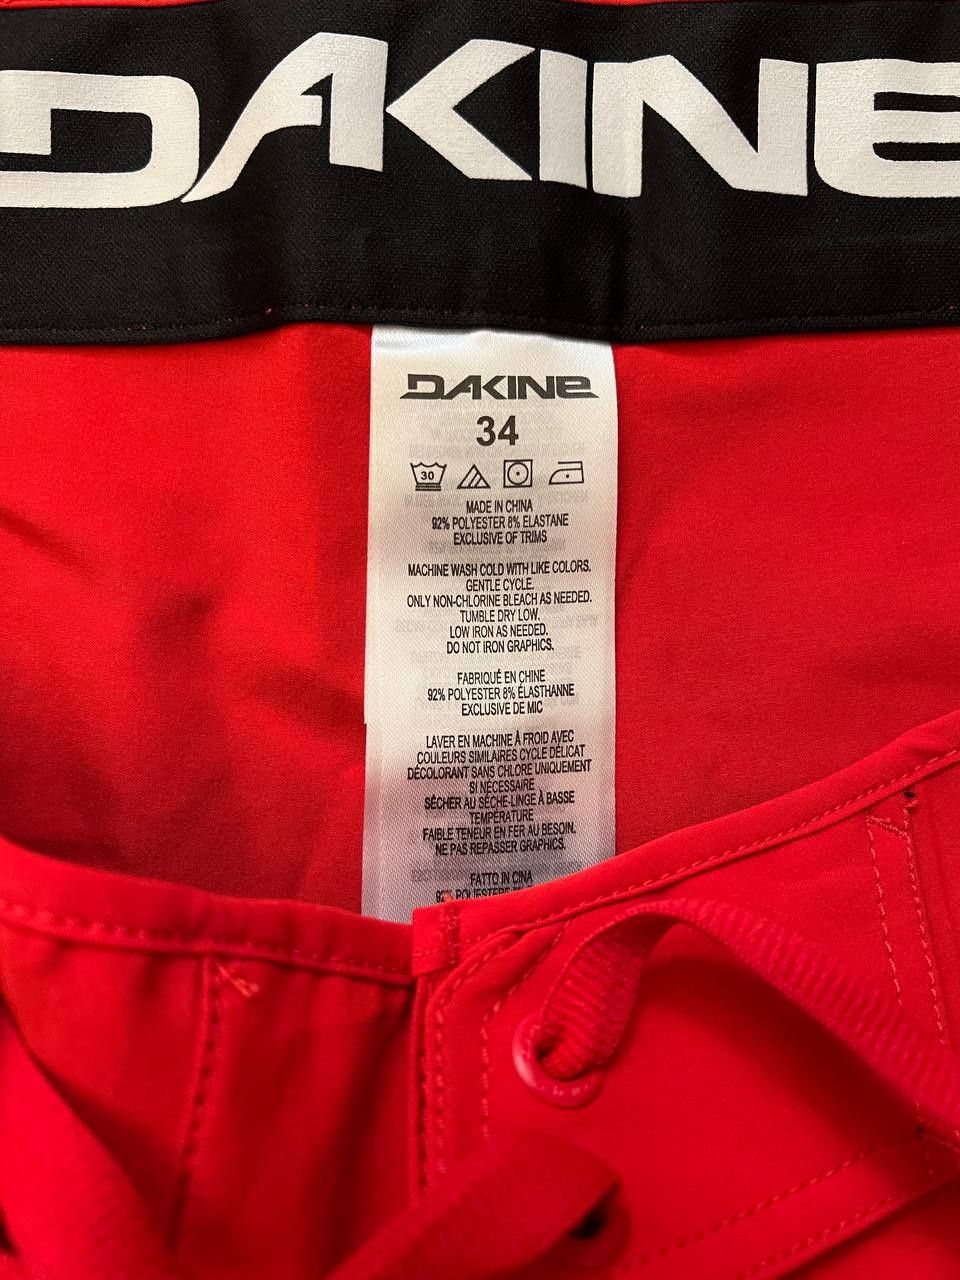 DAKINE
DAKINE
34
30
MADE IN CHINA
92% POLYESTER 8% ELASTANE
EXCLUSIVE OF TRIMS
MACHINE WASH COLD WITH LIKE COLORS.
GENTLE CYCLE.
ONLY NON-CHLORINE BLEACH AS NEEDED.
TUMBLE DRY LOW.
LOW IRON AS NEEDED.
DO NOT IRON GRAPHICS.
FABRIQUÉ EN CHINE
92% POLYESTER 8% ÉLASTHANNE
EXCLUSIVE DE MIC
LAVER EN MACHINE À FROID AVEC
COULEURS SIMILAIRES CYCLE DÉLICAT
DÉCOLORANT SANS CHLORE UNIQUEMENT
SI NÉCESSAIRE
SÉCHER AU SÈCHE-LINGE À BASSE
TEMPÉRATURE
FAIBLE TENEUR EN FER AU BESOIN.
NE PAS REPASSER GRAPHICS.
FATTO IN CINA